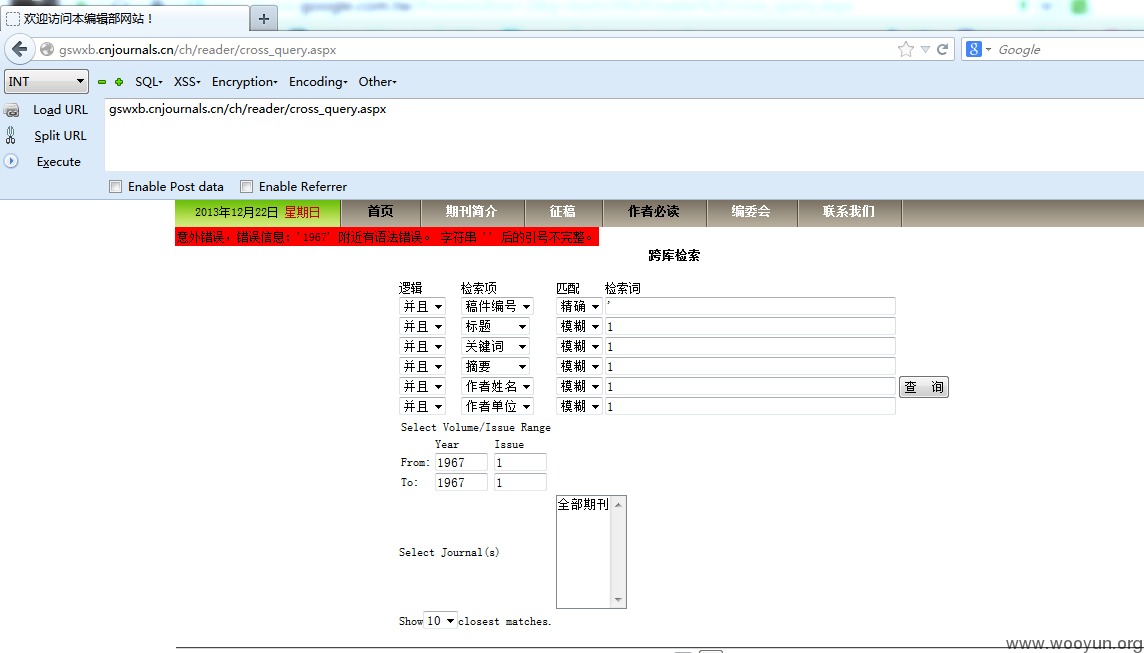 欢迎访问本编辑部网站！
gswxb.cnjournals.cn/ch/reader/cross_query.aspx
Google
INT SQL XSS Encryption Encoding Other
Load URL gswxb.cnjournals.cn/ch/reader/cross_query.aspx
Split URL
Execute
Enable Post data Enable Referrer
2013年12月22日 星期日 首页 期刊简介 征稿 作者必读 编委会 联系我们
意外错误，错误信息：'1967' 附近有语法错误。 字符串 '' 后的引号不完整。
跨库检索
逻辑 检索项 匹配 检索词
并且 稿件编号 精确 '
并且 标题 模糊 1
并且 关键词 模糊 1
并且 摘要 模糊 1
并且 作者姓名 模糊 1 查 询
并且 作者单位 模糊 1
Select Volume/Issue Range
Year Issue
From: 1967 1
To: 1967 1
全部期刊
Select Journal(s)
Show 10 closest matches.
www.wooyun.org